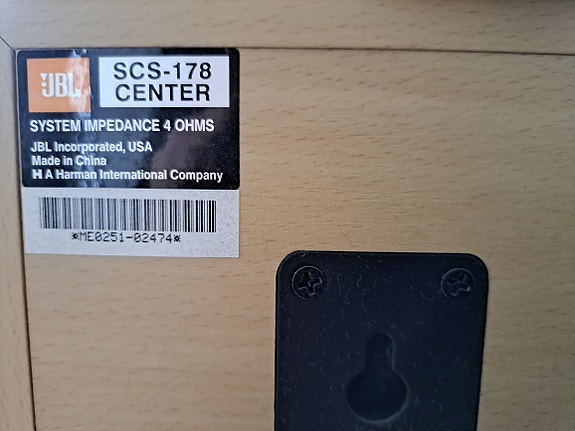 JBL
SCS-178
CENTER
SYSTEM IMPEDANCE 4 OHMS
JBL Incorporated, USA
Made in China
H A Harman International Company
*ME0251-02474*